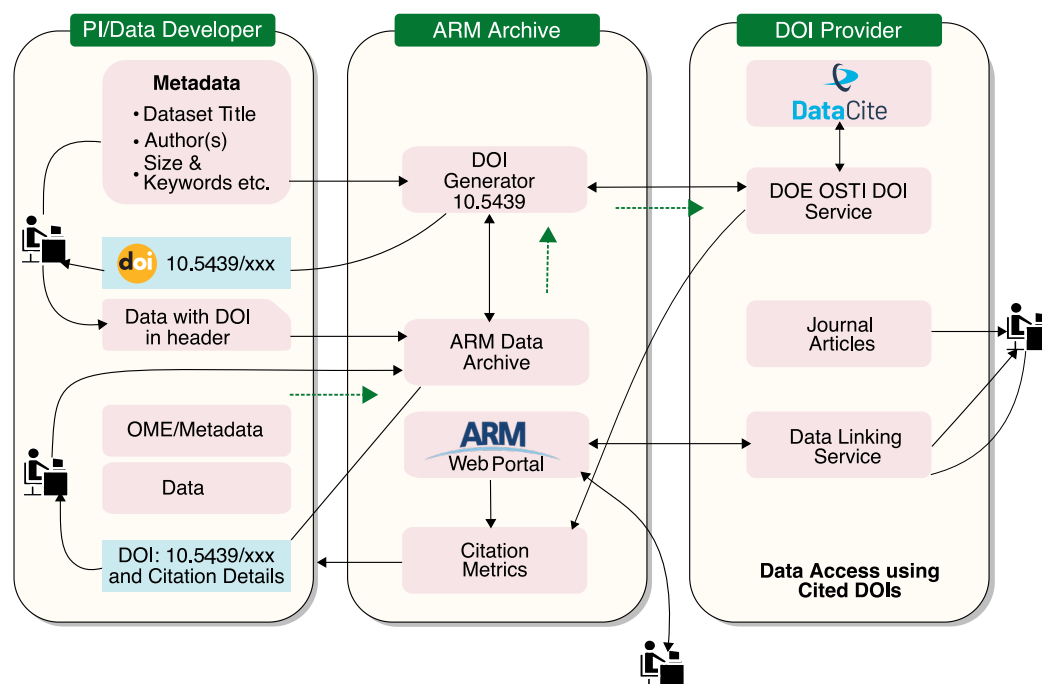 PI/Data Developer
Metadata
• Dataset Title
• Author(s)
Size &
• Keywords etc.
doi 10.5439/xxx
Data with DOI
in header
OME/Metadata
Data
DOI: 10.5439/xxx
and Citation Details
ARM Archive
DOI
Generator
10.5439
ARM Data
Archive
ARM
Web Portal
Citation
Metrics
DOI Provider
DataCite
DOE OSTI DOI
Service
Journal
Articles
Data Linking
Service
Data Access using
Cited DOIs